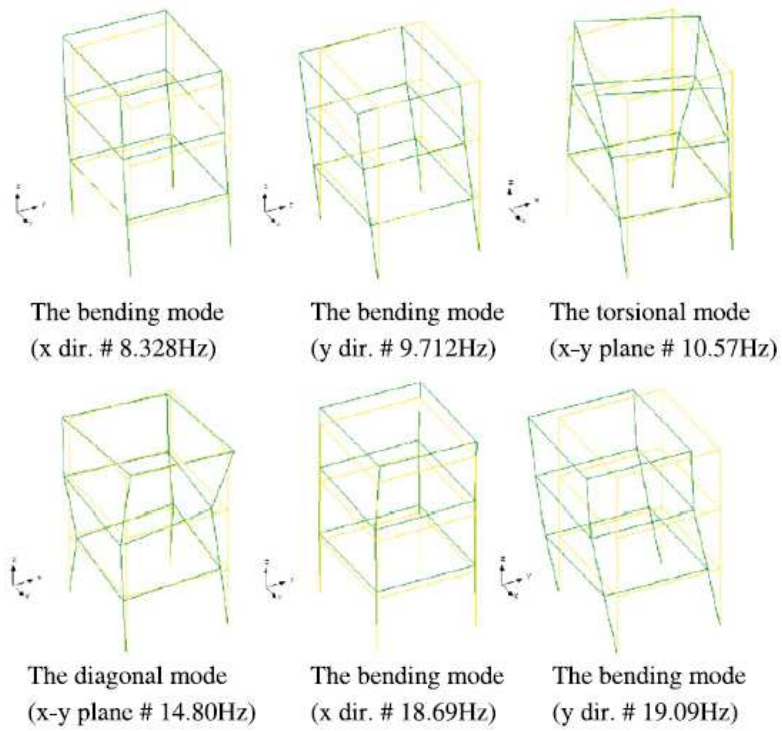 The bending mode
(x dir. # 8.328Hz)
The bending mode
(y dir. # 9.712Hz)
The torsional mode
(x-y plane # 10.57Hz)
The diagonal mode
(x-y plane # 14.80Hz)
The bending mode
(x dir. # 18.69Hz)
The bending mode
(y dir. # 19.09Hz)